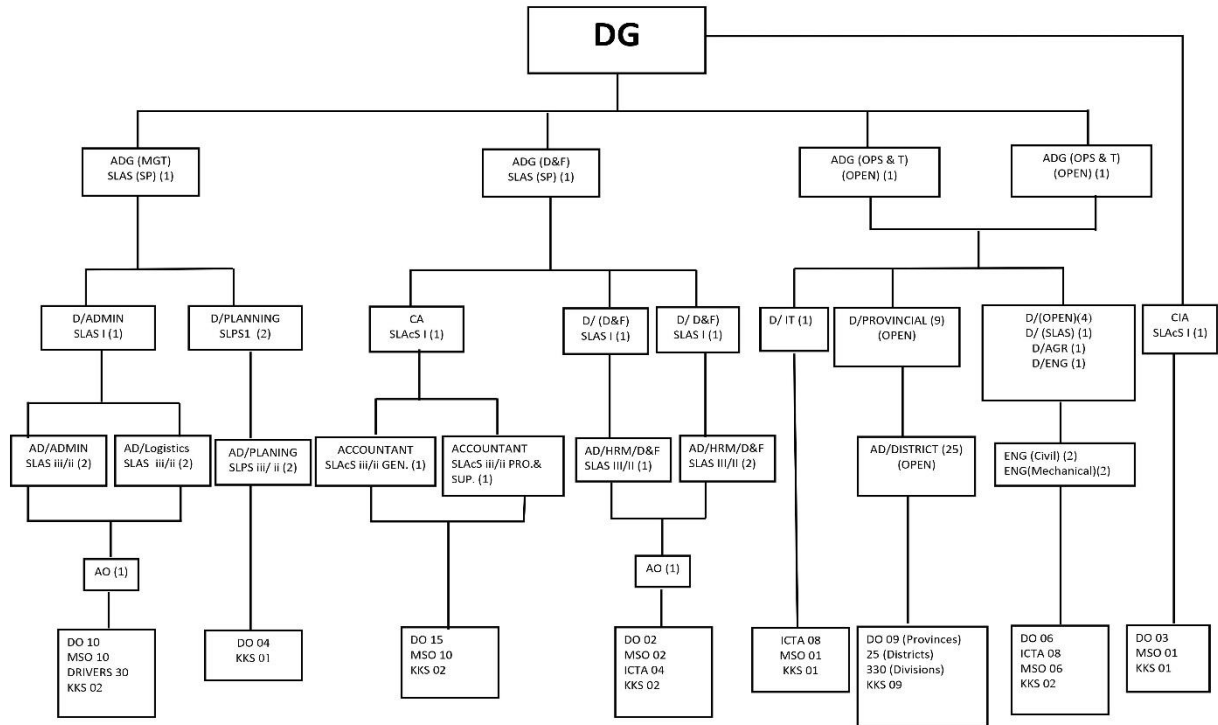 DG
ADG (MGT)
SLAS (SP) (1)
ADG (D&F)
SLAS (SP) (1)
ADG (OPS & T)
(OPEN) (1)
ADG (OPS & T)
(OPEN) (1)
D/ADMIN
SLAS I (1)
D/PLANNING
SLPS1 (2)
CA
SLAcS I (1)
D/ (D&F)
SLAS I (1)
D/ D&F)
SLAS I (1)
D/ IT (1)
D/PROVINCIAL (9)
(OPEN)
D/(OPEN)(4)
D/ (SLAS) (1)
D/AGR (1)
D/ENG (1)
CIA
SLAcS I (1)
AD/ADMIN
SLAS iii/ii (2)
AD/Logistics
SLAS iii/ii (2)
AD/PLANING
SLPS iii/ ii (2)
ACCOUNTANT
SLAcS iii/ii GEN. (1)
ACCOUNTANT
SLAcS iii/ii PRO.&
SUP. (1)
AD/HRM/D&F
SLAS III/II (1)
AD/HRM/D&F
SLAS III/II (2)
AD/DISTRICT (25)
(OPEN)
ENG (Civil) (2)
ENG(Mechanical)(2)
AO (1)
AO (1)
DO 10
MSO 10
DRIVERS 30
KKS 02
DO 04
KKS 01
DO 15
MSO 10
KKS 02
DO 02
MSO 02
ICTA 04
KKS 02
ICTA 08
MSO 01
KKS 01
DO 09 (Provinces)
25 (Districts)
330 (Divisions)
KKS 09
DO 06
ICTA 08
MSO 06
KKS 02
DO 03
MSO 01
KKS 01